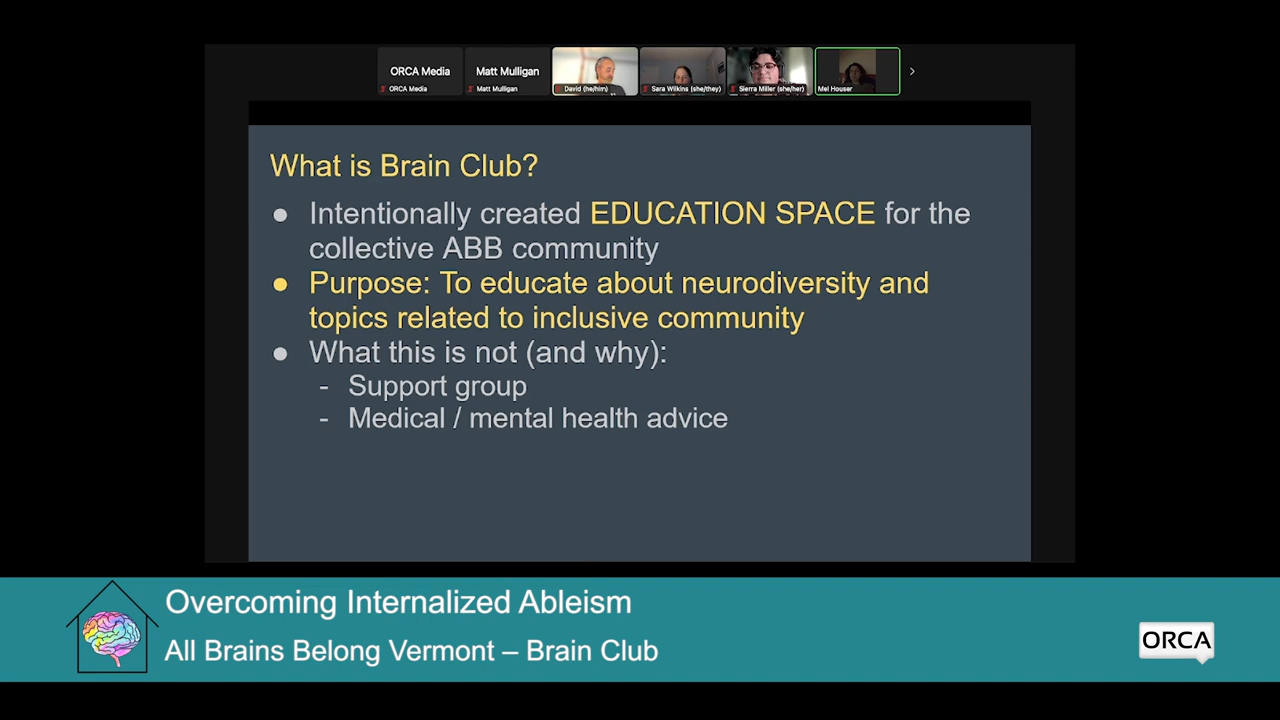 ORCA Media
Matt Mulligan
ORCA Media
Matt Mulligan
David (he/him)
Sara Wilkins (she/they)
Sierra Miller (she/her)
Mel Houser
What is Brain Club?
● Intentionally created EDUCATION SPACE for the
collective ABB community
● Purpose: To educate about neurodiversity and
topics related to inclusive community
● What this is not (and why):
- Support group
- Medical / mental health advice
Overcoming Internalized Ableism
All Brains Belong Vermont – Brain Club
ORCA